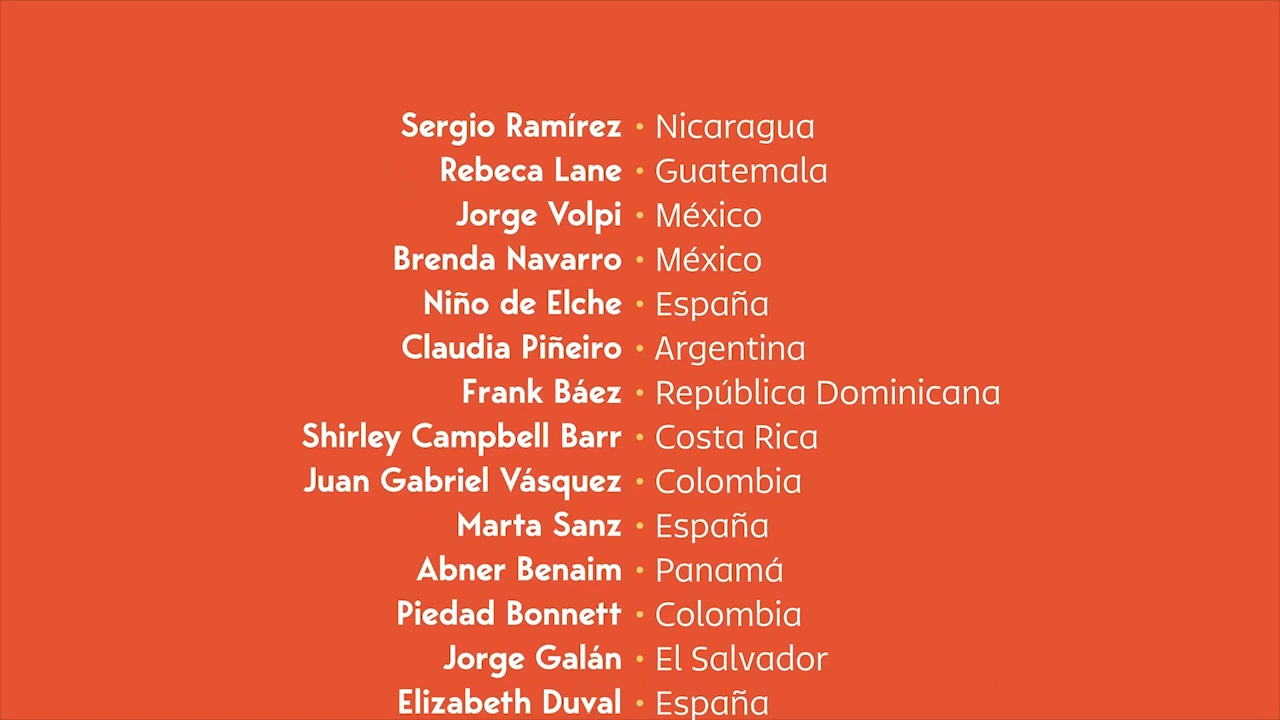 Sergio Ramírez • Nicaragua
Rebeca Lane • Guatemala
Jorge Volpi • México
Brenda Navarro • México
Niño de Elche • España
Claudia Piñeiro • Argentina
Frank Báez • República Dominicana
Shirley Campbell Barr • Costa Rica
Juan Gabriel Vásquez • Colombia
Marta Sanz • España
Abner Benaim • Panamá
Piedad Bonnett • Colombia
Jorge Galán • El Salvador
Elizabeth Duval • España